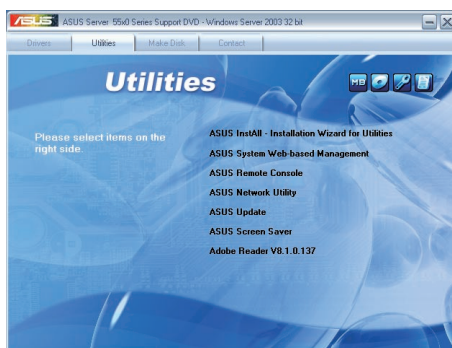 ASUS ASUS Server 55x0 Series Support DVD - Windows Server 2003 32 bit
Drivers Utilities Make Disk Contact
Utilities
MB
Please select items on the
right side.
ASUS InstAll - Installation Wizard for Utilities
ASUS System Web-based Management
ASUS Remote Console
ASUS Network Utility
ASUS Update
ASUS Screen Saver
Adobe Reader V8.1.0.137